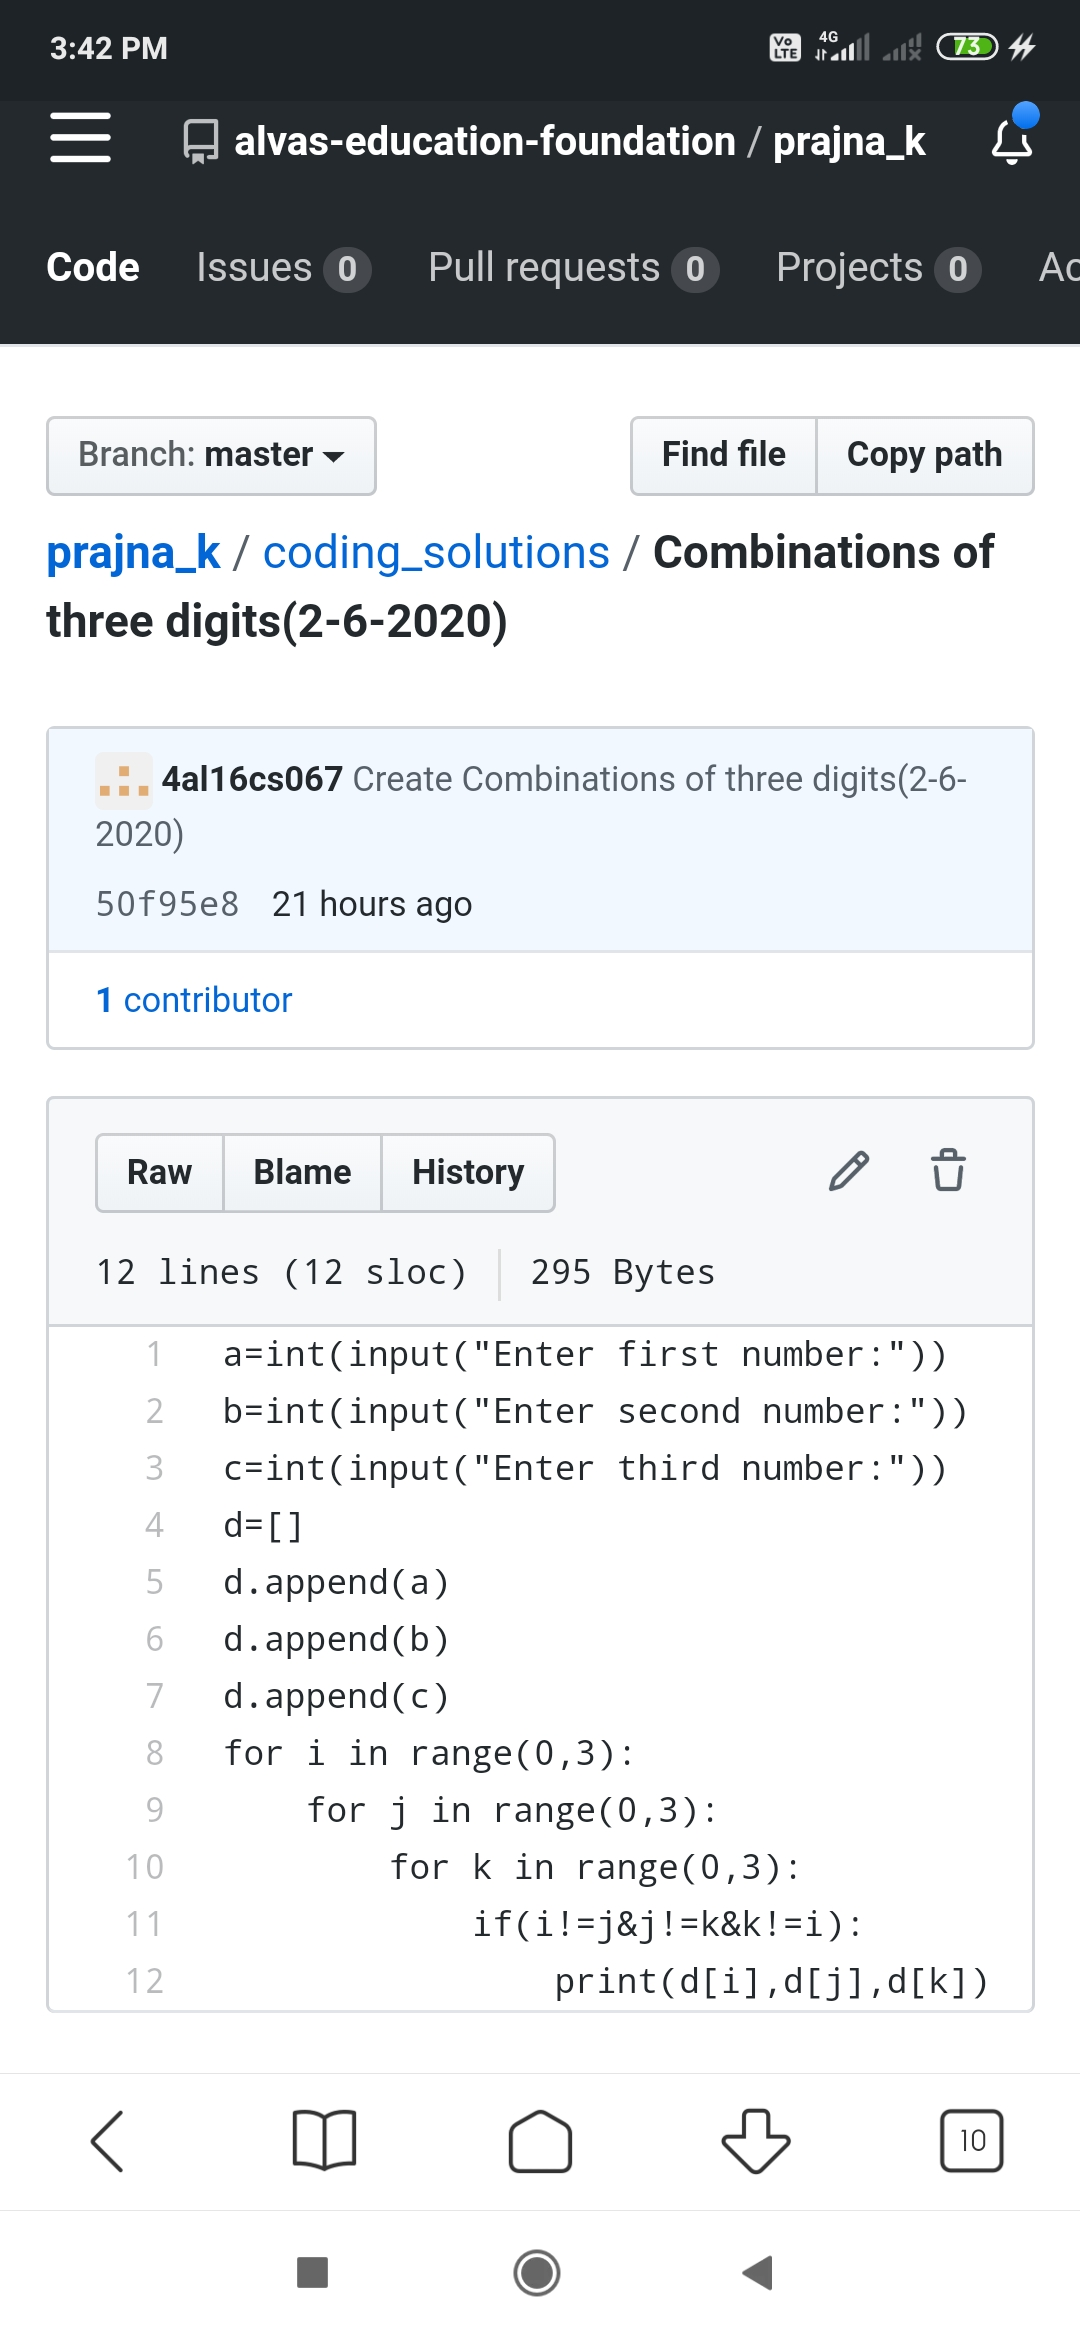 3:42 PM Vo LTE 4G 73
alvas-education-foundation / prajna_k
Code Issues 0 Pull requests 0 Projects 0 Ac
Branch: master Find file Copy path
prajna_k / coding_solutions / Combinations of
three digits(2-6-2020)
4al16cs067 Create Combinations of three digits(2-6-
2020)
50f95e8 21 hours ago
1 contributor
Raw Blame History
12 lines (12 sloc) 295 Bytes
1 a=int(input("Enter first number:"))
2 b=int(input("Enter second number:"))
3 c=int(input("Enter third number:"))
4 d=[]
5 d.append(a)
6 d.append(b)
7 d.append(c)
8 for i in range(0,3):
9     for j in range(0,3):
10         for k in range(0,3):
11             if(i!=j&j!=k&k!=i):
12                 print(d[i],d[j],d[k])
10